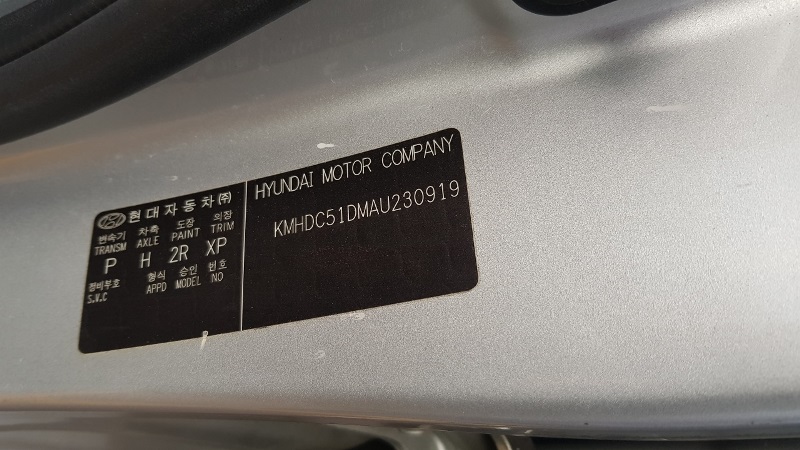 현대자동차(주)
변속기 차축 도장 의장
TRANSM AXLE PAINT TRIM
P H 2R XP
정비부호 형식 승인 번호
S.V.C APPD MODEL NO
HYUNDAI MOTOR COMPANY
KMHDC51DMAU230919